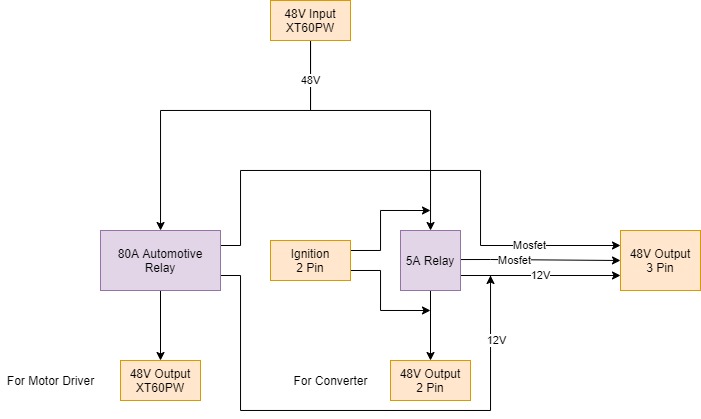 48V Input
XT60PW
48V
80A Automotive
Relay
Ignition
2 Pin
5A Relay
Mosfet
Mosfet
12V
48V Output
3 Pin
12V
For Motor Driver
48V Output
XT60PW
For Converter
48V Output
2 Pin